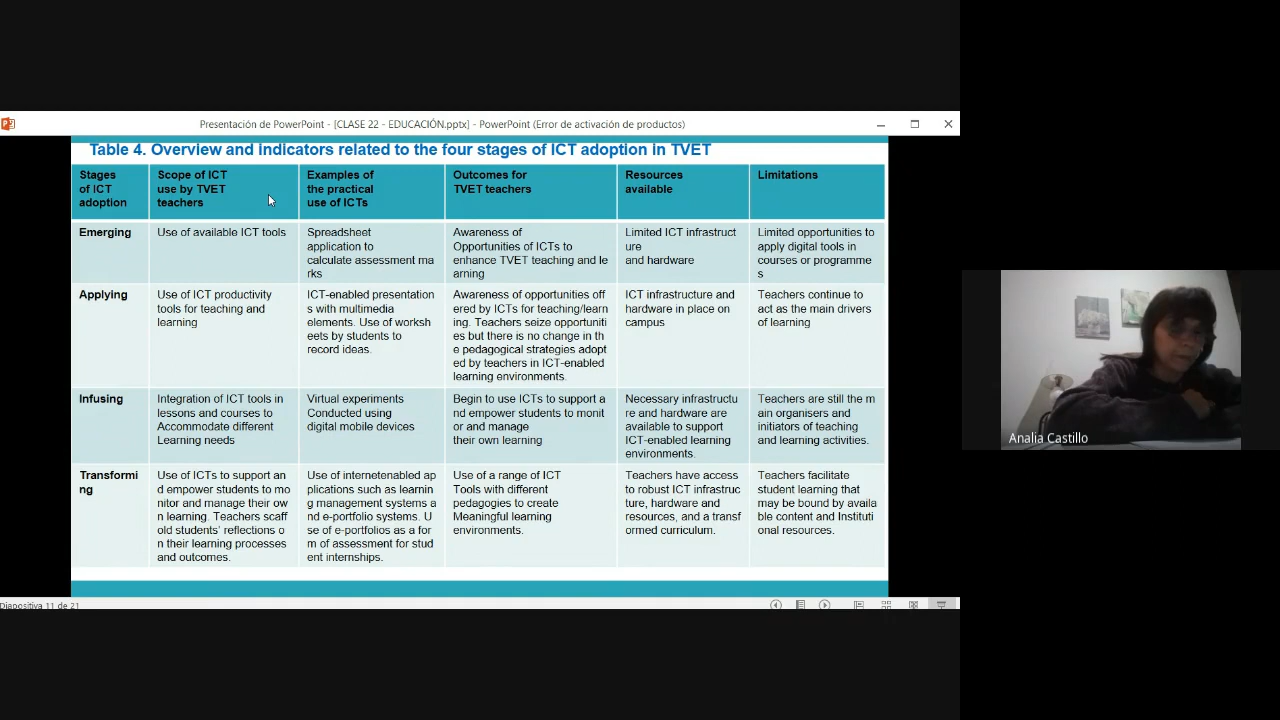 Presentación de PowerPoint - [CLASE 22 - EDUCACIÓN.pptx] - PowerPoint (Error de activación de productos)
Table 4. Overview and indicators related to the four stages of ICT adoption in TVET
Stages
of ICT
adoption
Scope of ICT
use by TVET
teachers
Examples of
the practical
use of ICTs
Outcomes for
TVET teachers
Resources
available
Limitations
Emerging
Use of available ICT tools
Spreadsheet
application to
calculate assessment ma
rks
Awareness of
Opportunities of ICTs to
enhance TVET teaching and le
arning
Limited ICT infrastruct
ure
and hardware
Limited opportunities to
apply digital tools in
courses or programme
s
Applying
Use of ICT productivity
tools for teaching and
learning
ICT-enabled presentation
s with multimedia
elements. Use of worksh
eets by students to
record ideas.
Awareness of opportunities off
ered by ICTs for teaching/learn
ing. Teachers seize opportuniti
es but there is no change in th
e pedagogical strategies adopt
ed by teachers in ICT-enabled
learning environments.
ICT infrastructure and
hardware in place on
campus
Teachers continue to
act as the main drivers
of learning
Infusing
Integration of ICT tools in
lessons and courses to
Accommodate different
Learning needs
Virtual experiments
Conducted using
digital mobile devices
Begin to use ICTs to support a
nd empower students to monit
or and manage
their own learning
Necessary infrastructu
re and hardware are
available to support
ICT-enabled learning
environments.
Teachers are still the m
ain organisers and
initiators of teaching
and learning activities.
Transformi
ng
Use of ICTs to support an
d empower students to mo
nitor and manage their ow
n learning. Teachers scaff
old students' reflections o
n their learning processes
and outcomes.
Use of internetenabled ap
plications such as learnin
g management systems a
nd e-portfolio systems. U
se of e-portfolios as a for
m of assessment for stud
ent internships.
Use of a range of ICT
Tools with different
pedagogies to create
Meaningful learning
environments.
Teachers have access
to robust ICT infrastruc
ture, hardware and
resources, and a transf
ormed curriculum.
Teachers facilitate
student learning that
may be bound by availa
ble content and Instituti
onal resources.
Diapositiva 11 de 21
Analia Castillo